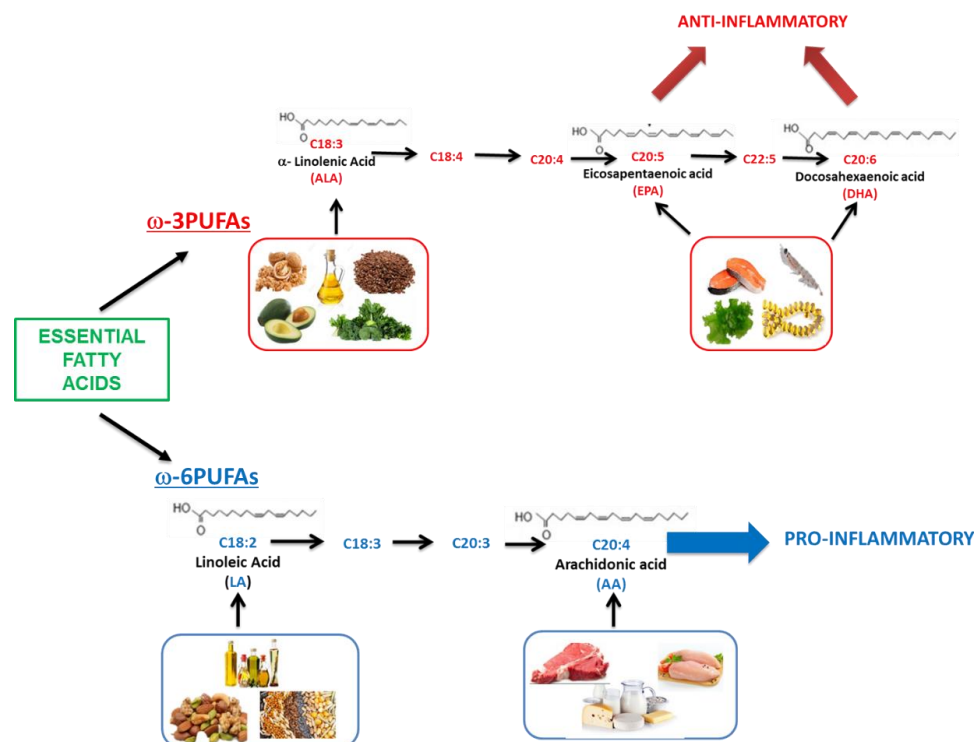 ANTI-INFLAMMATORY
HO
O
C18:3
α- Linolenic Acid
(ALA)
C18:4
C20:4
HO
O
*
C20:5
Eicosapentaenoic acid
(EPA)
C22:5
HO
O
C20:6
Docosahexaenoic acid
(DHA)
ω-3PUFAs
ESSENTIAL
FATTY
ACIDS
ω-6PUFAs
HO
O
C18:2
Linoleic Acid
(LA)
C18:3
C20:3
HO
O
C20:4
Arachidonic acid
(AA)
PRO-INFLAMMATORY